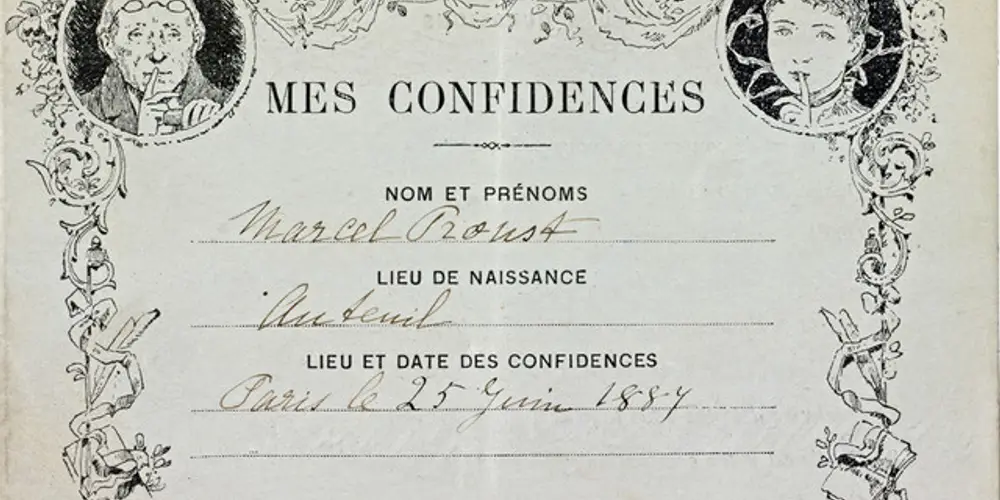 MES CONFIDENCES
NOM ET PRÉNOMS
Marcel Proust
LIEU DE NAISSANCE
Auteuil
LIEU ET DATE DES CONFIDENCES
Paris le 25 Juin 1887